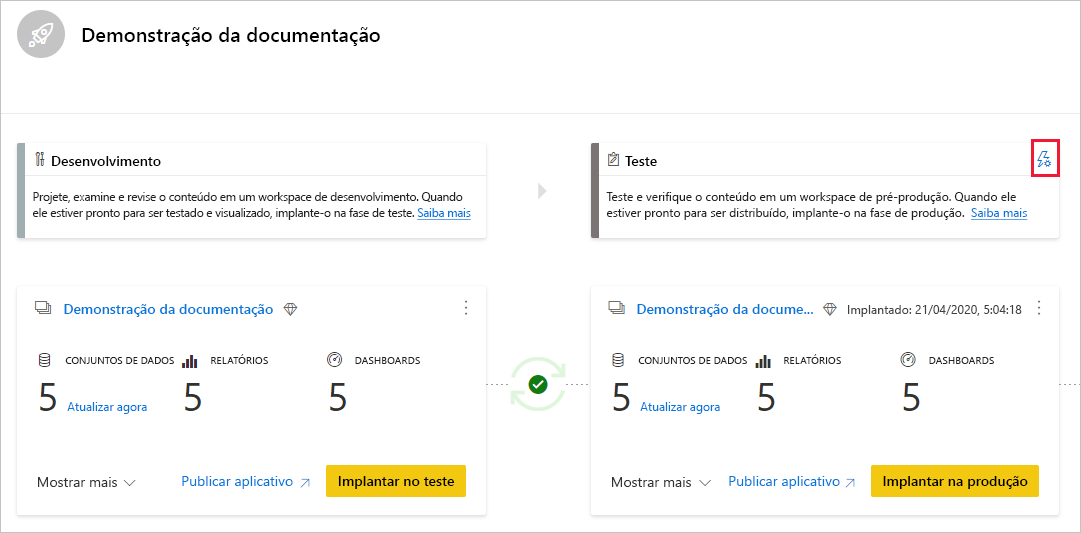 Demonstração da documentação
Desenvolvimento
Projete, examine e revise o conteúdo em um workspace de desenvolvimento. Quando
ele estiver pronto para ser testado e visualizado, implante-o na fase de teste. Saiba mais
Teste
Teste e verifique o conteúdo em um workspace de pré-produção. Quando ele
estiver pronto para ser distribuído, implante-o na fase de produção. Saiba mais
Demonstração da documentação
CONJUNTOS DE DADOS RELATÓRIOS DASHBOARDS
5 Atualizar agora 5 5
Mostrar mais Publicar aplicativo Implantar no teste
Demonstração da docume... Implantado: 21/04/2020, 5:04:18
CONJUNTOS DE DADOS RELATÓRIOS DASHBOARDS
5 Atualizar agora 5 5
Mostrar mais Publicar aplicativo Implantar na produção